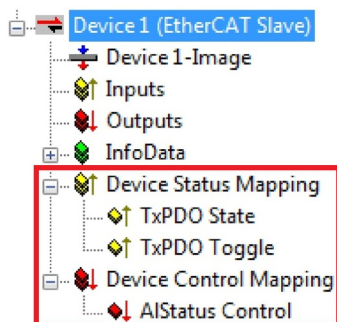 Device 1 (EtherCAT Slave)
Device 1-Image
Inputs
Outputs
InfoData
Device Status Mapping
TxPDO State
TxPDO Toggle
Device Control Mapping
AlStatus Control